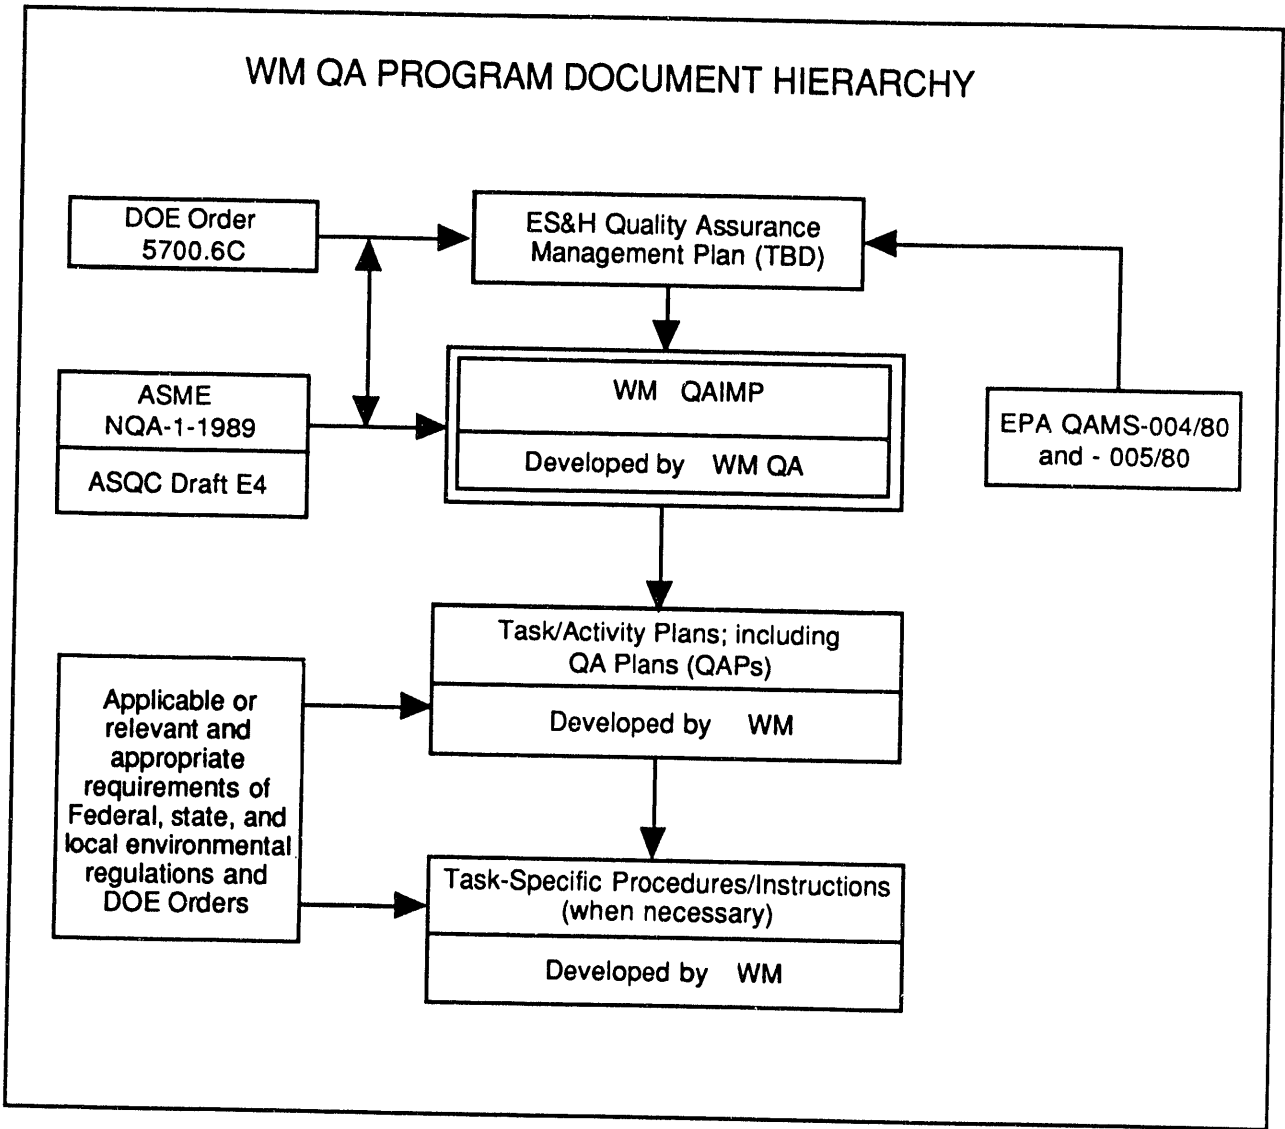 WM QA PROGRAM DOCUMENT HIERARCHY
DOE Order
5700.6C
ES&H Quality Assurance
Management Plan (TBD)
ASME
NQA-1-1989
ASQC Draft E4
WM QAIMP
Developed by WM QA
EPA QAMS-004/80
and - 005/80
Task/Activity Plans; including
QA Plans (QAPs)
Developed by WM
Applicable or
relevant and
appropriate
requirements of
Federal, state, and
local environmental
regulations and
DOE Orders
Task-Specific Procedures/Instructions
(when necessary)
Developed by WM